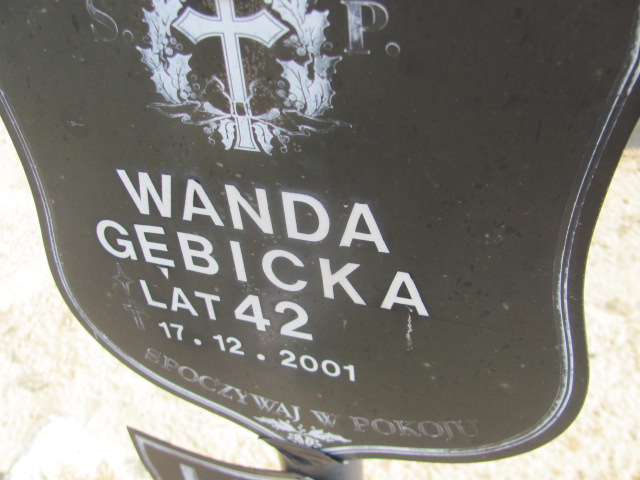 S. P.
WANDA
GĘBICKA
LAT 42
17.12.2001
SPOCZYWAJ W POKOJU